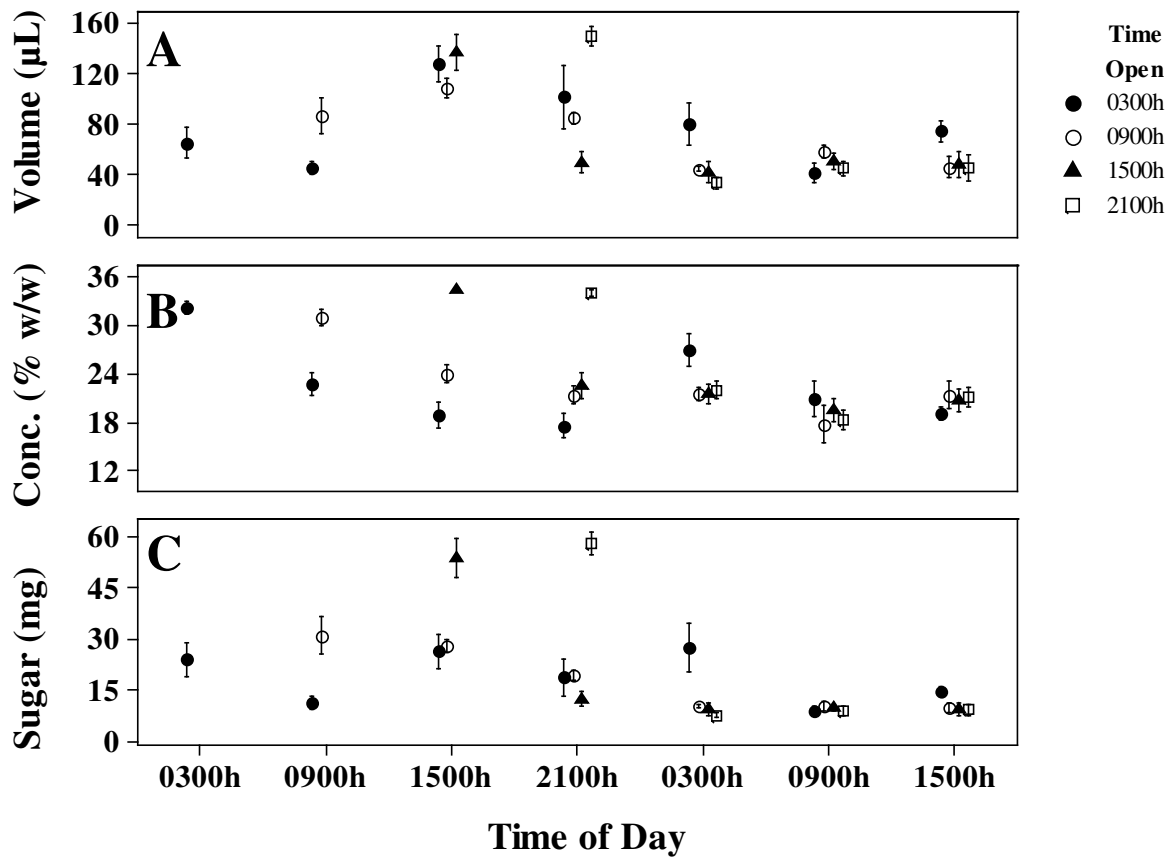 A
Volume (µL)
160
120
80
40
0
Time
Open
0300h
0900h
1500h
2100h
B
Conc. (% w/w)
36
30
24
18
12
C
Sugar (mg)
60
45
30
15
0
0300h 0900h 1500h 2100h 0300h 0900h 1500h
Time of Day